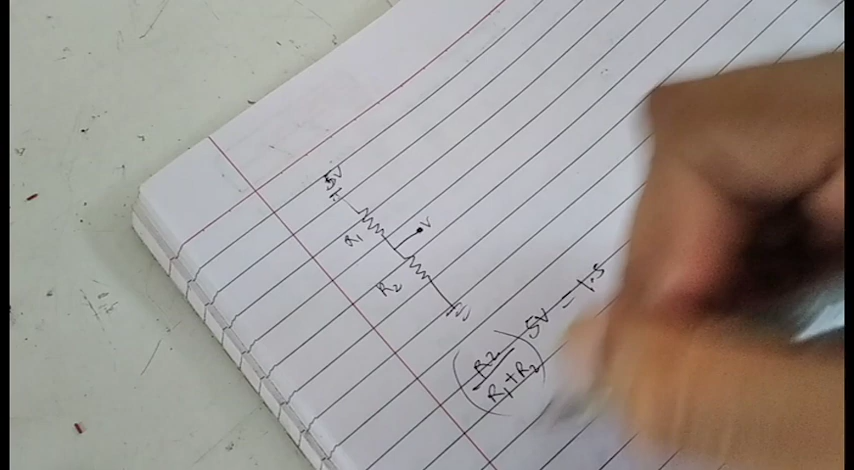 5V
R1
V
R2
(R2 / R1+R2) 5V = 1.5